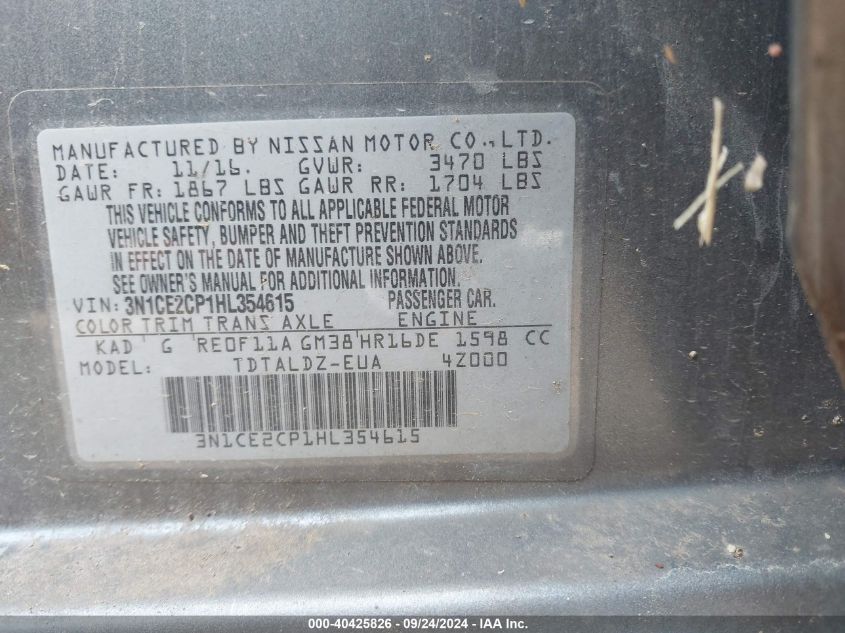 MANUFACTURED BY NISSAN MOTOR CO., LTD.
DATE: 11/16. GVWR: 3470 LBS
GAWR FR: 1867 LBS GAWR RR: 1704 LBS
THIS VEHICLE CONFORMS TO ALL APPLICABLE FEDERAL MOTOR
VEHICLE SAFETY, BUMPER AND THEFT PREVENTION STANDARDS
IN EFFECT ON THE DATE OF MANUFACTURE SHOWN ABOVE.
SEE OWNER'S MANUAL FOR ADDITIONAL INFORMATION.
VIN: 3N1CE2CP1HL354615 PASSENGER CAR.
COLOR TRIM TRANS AXLE ENGINE
KAD G RE0F11A GM38 HR16DE 1598 CC
MODEL: TDTALDZ-EUA 4Z000
3N1CE2CP1HL354615
000-40425826 - 09/24/2024 - IAA Inc.